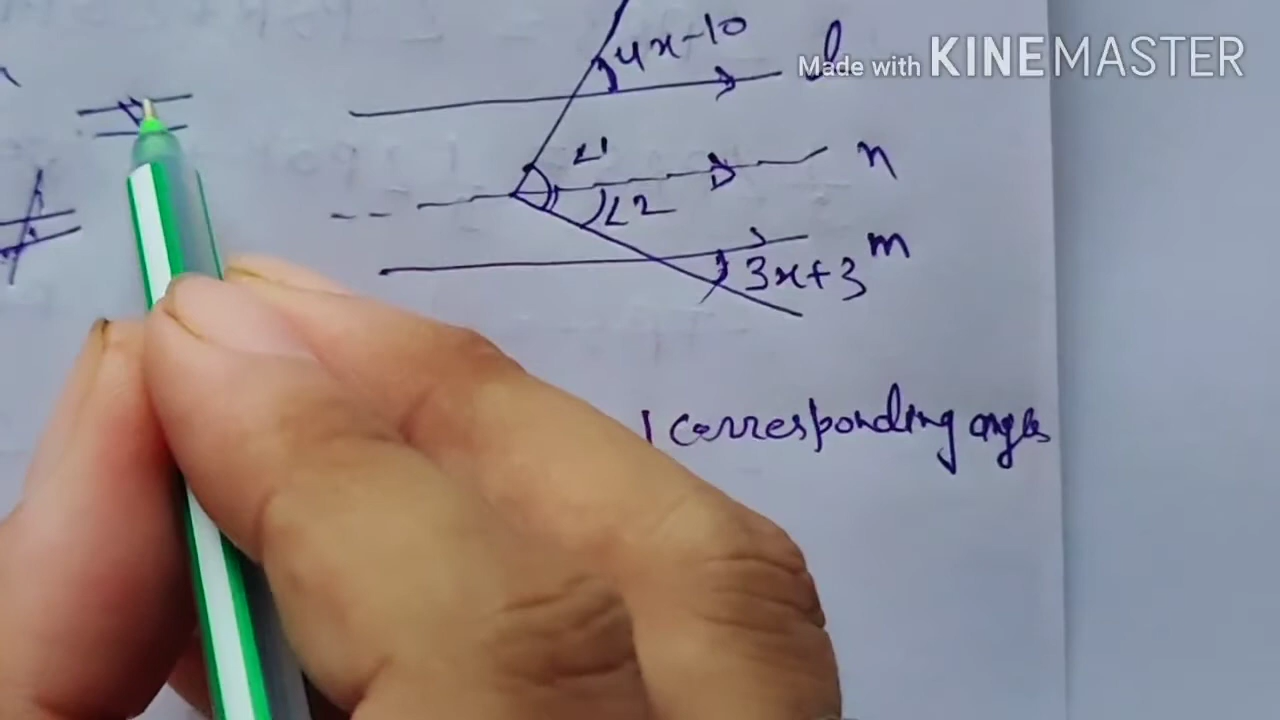 4x-10
l
Made with KINEMASTER
∠1
n
∠2
m
3x+3
corresponding angles